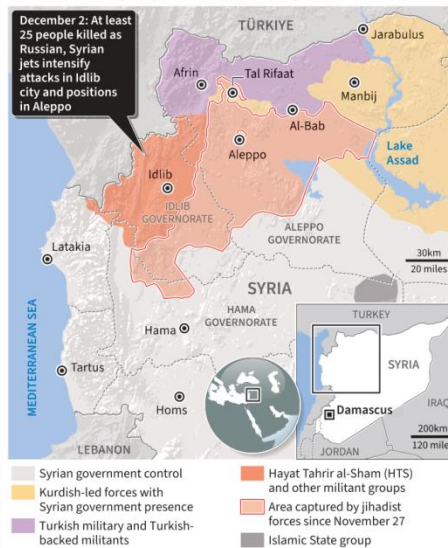 December 2: At least
25 people killed as
Russian, Syrian
jets intensify
attacks in Idlib
city and positions
in Aleppo
TÜRKIYE
Jarabulus
Afrin
Tal Rifaat
Manbij
Al-Bab
Aleppo
Lake
Assad
Idlib
IDLIB
GOVERNORATE
ALEPPO
GOVERNORATE
Latakia
30km
20 miles
SYRIA
HAMA
GOVERNORATE
Hama
MEDITERRANEAN SEA
Tartus
Homs
LEBANON
TURKEY
SYRIA
IRAQ
Damascus
200km
120 miles
JORDAN
Syrian government control
Kurdish-led forces with
Syrian government presence
Turkish military and Turkish-
backed militants
Hayat Tahrir al-Sham (HTS)
and other militant groups
Area captured by jihadist
forces since November 27
Islamic State group